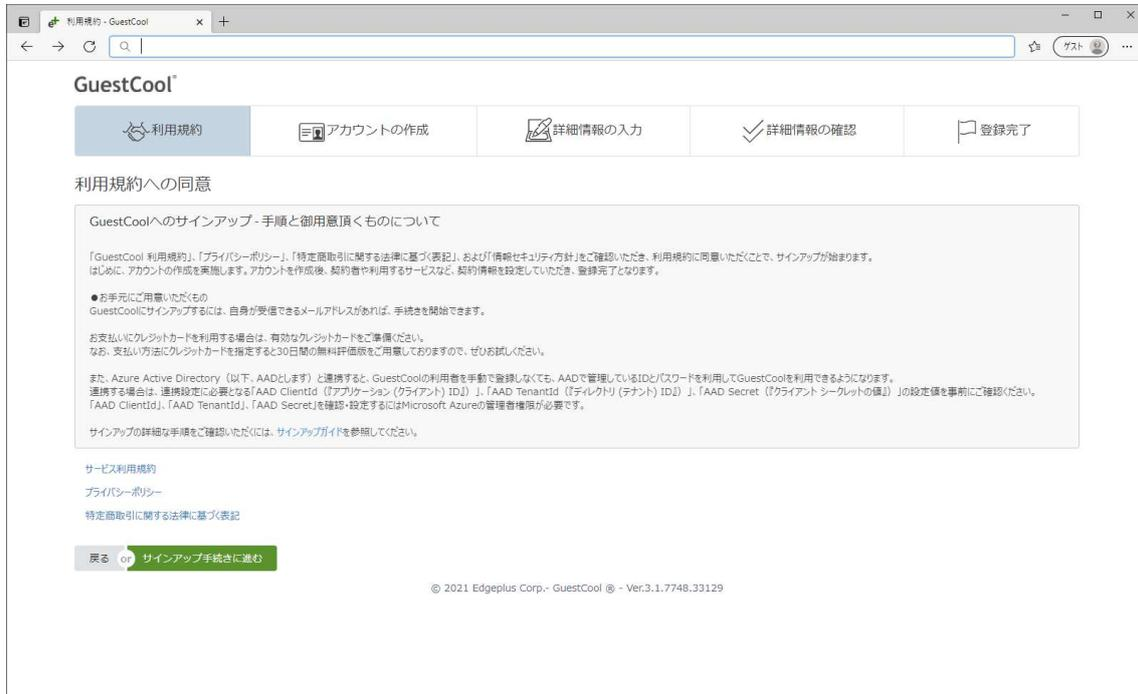 利用規約 - GuestCool
ゲスト
GuestCool®
利用規約
アカウントの作成
詳細情報の入力
詳細情報の確認
登録完了
利用規約への同意
GuestCoolへのサインアップ - 手順と御用意頂くものについて
「GuestCool 利用規約」、「プライバシーポリシー」、「特定商取引に関する法律に基づく表記」、および「情報セキュリティ方針」をご確認いただき、利用規約に同意いただくことで、サインアップが始まります。
はじめに、アカウントの作成を実施します。アカウントを作成後、契約者や利用するサービスなど、契約情報を設定していただき、登録完了となります。
●お手元にご用意いただくもの
GuestCoolにサインアップするには、自身が受信できるメールアドレスがあれば、手続きを開始できます。
お支払いにクレジットカードを利用する場合は、有効なクレジットカードをご準備ください。
なお、支払い方法にクレジットカードを指定すると30日間の無料評価版をご用意しておりますので、ぜひお試しください。
また、Azure Active Directory（以下、AADとします）と連携すると、GuestCoolの利用者を手動で登録しなくても、AADで管理しているIDとパスワードを利用してGuestCoolを利用できるようになります。
連携する場合は、連携設定に必要となる「AAD ClientId（『アプリケーション (クライアント) ID』）」、「AAD TenantId（『ディレクトリ (テナント) ID』）」、「AAD Secret（『クライアント シークレットの値』）」の設定値を事前にご確認ください。
「AAD ClientId」、「AAD TenantId」、「AAD Secret」を確認・設定するにはMicrosoft Azureの管理者権限が必要です。
サインアップの詳細な手順をご確認いただくには、サインアップガイドを参照してください。
サービス利用規約
プライバシーポリシー
特定商取引に関する法律に基づく表記
戻る or サインアップ手続きに進む
© 2021 Edgeplus Corp.- GuestCool ® - Ver.3.1.7748.33129